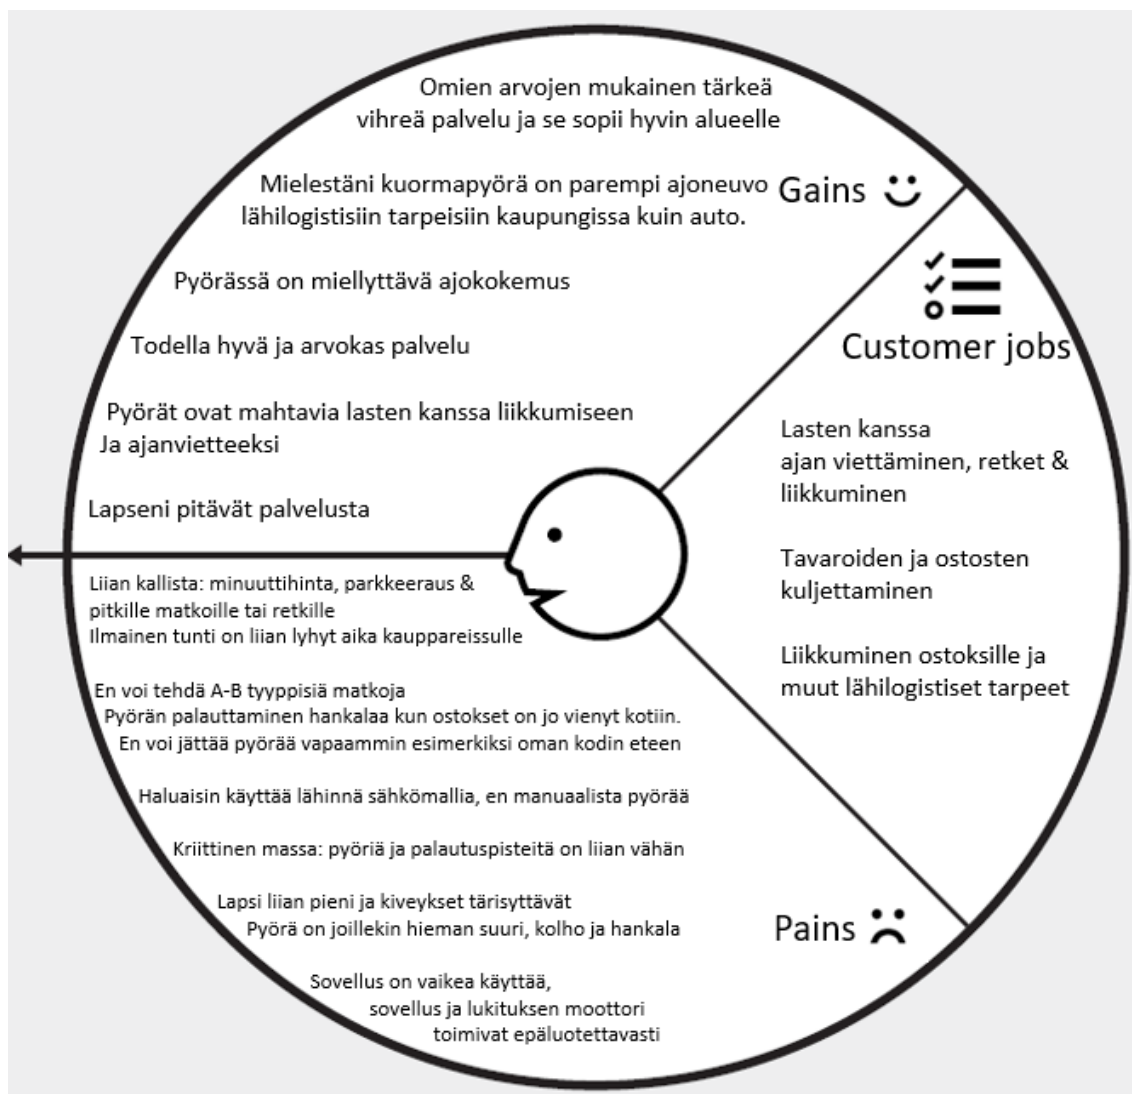 Omien arvojen mukainen tärkeä
vihreä palvelu ja se sopii hyvin alueelle
Mielestäni kuormapyörä on parempi ajoneuvo
lähilogistisiin tarpeisiin kaupungissa kuin auto.
Gains
Pyörässä on miellyttävä ajokokemus
Todella hyvä ja arvokas palvelu
Pyörät ovat mahtavia lasten kanssa liikkumiseen
Ja ajanvietteeksi
Lapseni pitävät palvelusta
Customer jobs
Lasten kanssa
ajan viettäminen, retket &
liikkuminen
Tavaroiden ja ostosten
kuljettaminen
Liikkuminen ostoksille ja
muut lähilogistiset tarpeet
Liian kallista: minuuttihinta, parkkeeraus &
pitkille matkoille tai retkille
Ilmainen tunti on liian lyhyt aika kauppareissulle
En voi tehdä A-B tyyppisiä matkoja
Pyörän palauttaminen hankalaa kun ostokset on jo vienyt kotiin.
En voi jättää pyörää vapaammin esimerkiksi oman kodin eteen
Haluaisin käyttää lähinnä sähkömallia, en manuaalista pyörää
Kriittinen massa: pyöriä ja palautuspisteitä on liian vähän
Lapsi liian pieni ja kiveykset tärisyttävät
Pyörä on joillekin hieman suuri, kolho ja hankala
Pains
Sovellus on vaikea käyttää,
sovellus ja lukituksen moottori
toimivat epäluotettavasti